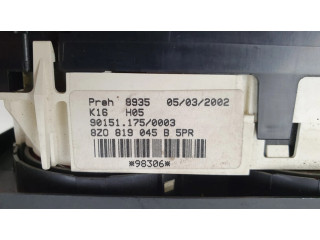 Preh' 8935 05/03/2002
K16 H05
90151.175/0003
8Z0 819 045 B 5PR
*98306*